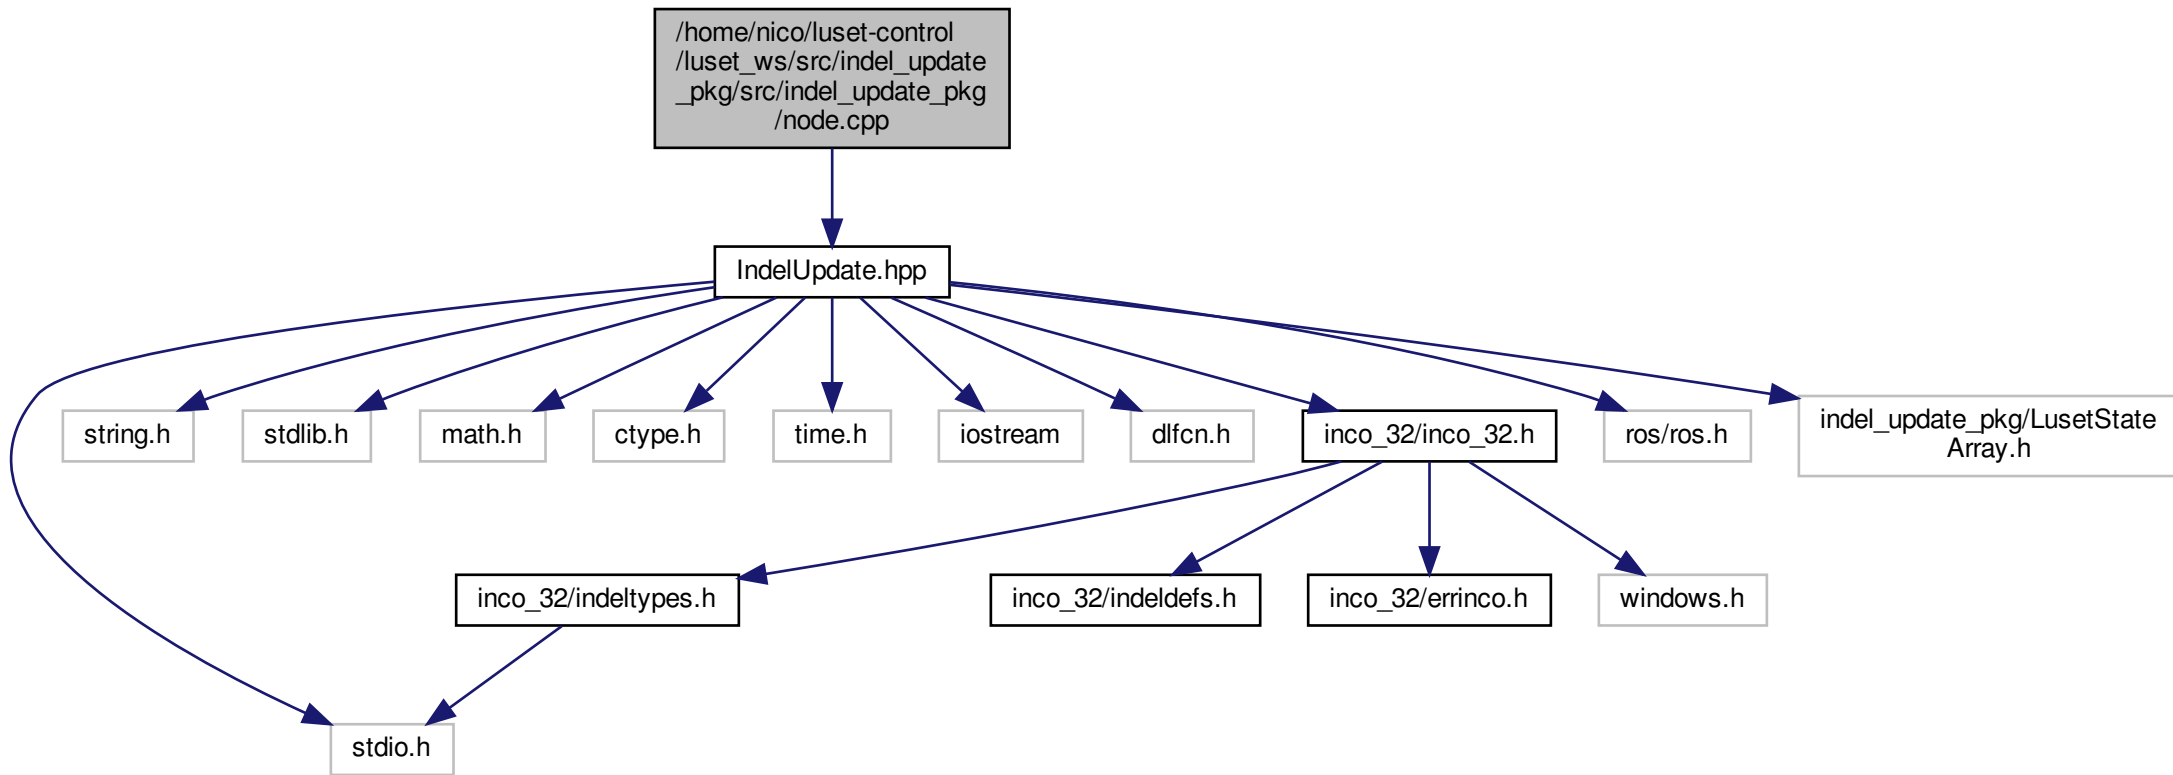 /home/nico/luset-control
/luset_ws/src/indel_update
_pkg/src/indel_update_pkg
/node.cpp
IndelUpdate.hpp
string.h
stdlib.h
math.h
ctype.h
time.h
iostream
dlfcn.h
inco_32/inco_32.h
ros/ros.h
indel_update_pkg/LusetState
Array.h
inco_32/indeltypes.h
inco_32/indeldefs.h
inco_32/errinco.h
windows.h
stdio.h